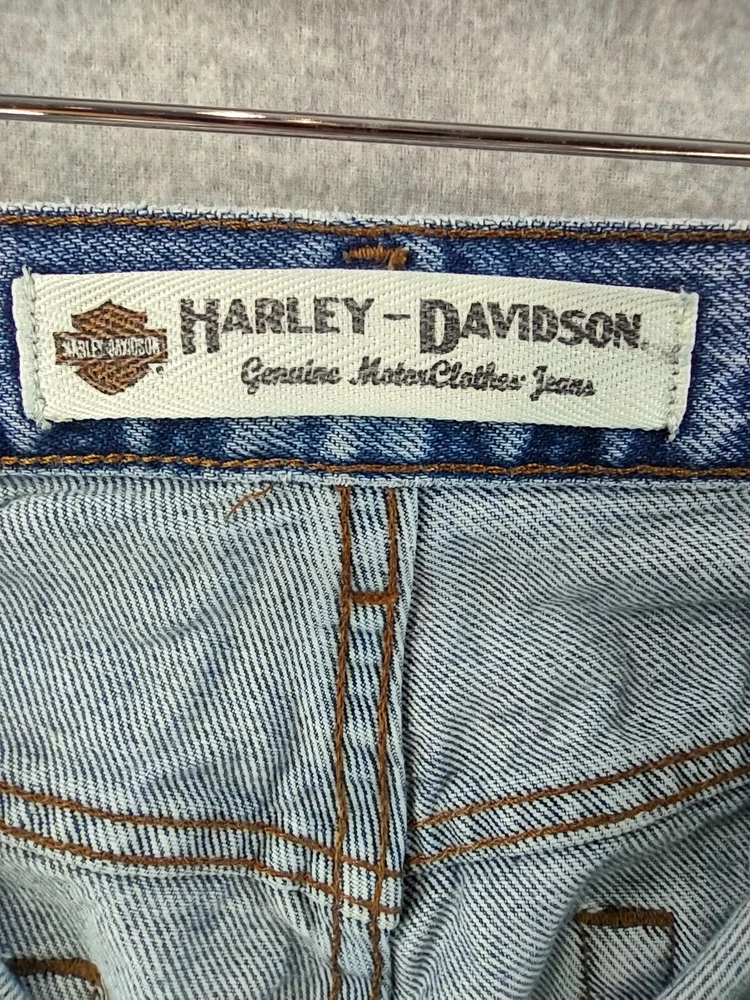 HARLEY-DAVIDSON
HARLEY – DAVIDSON
Genuine MotorClothes Jeans